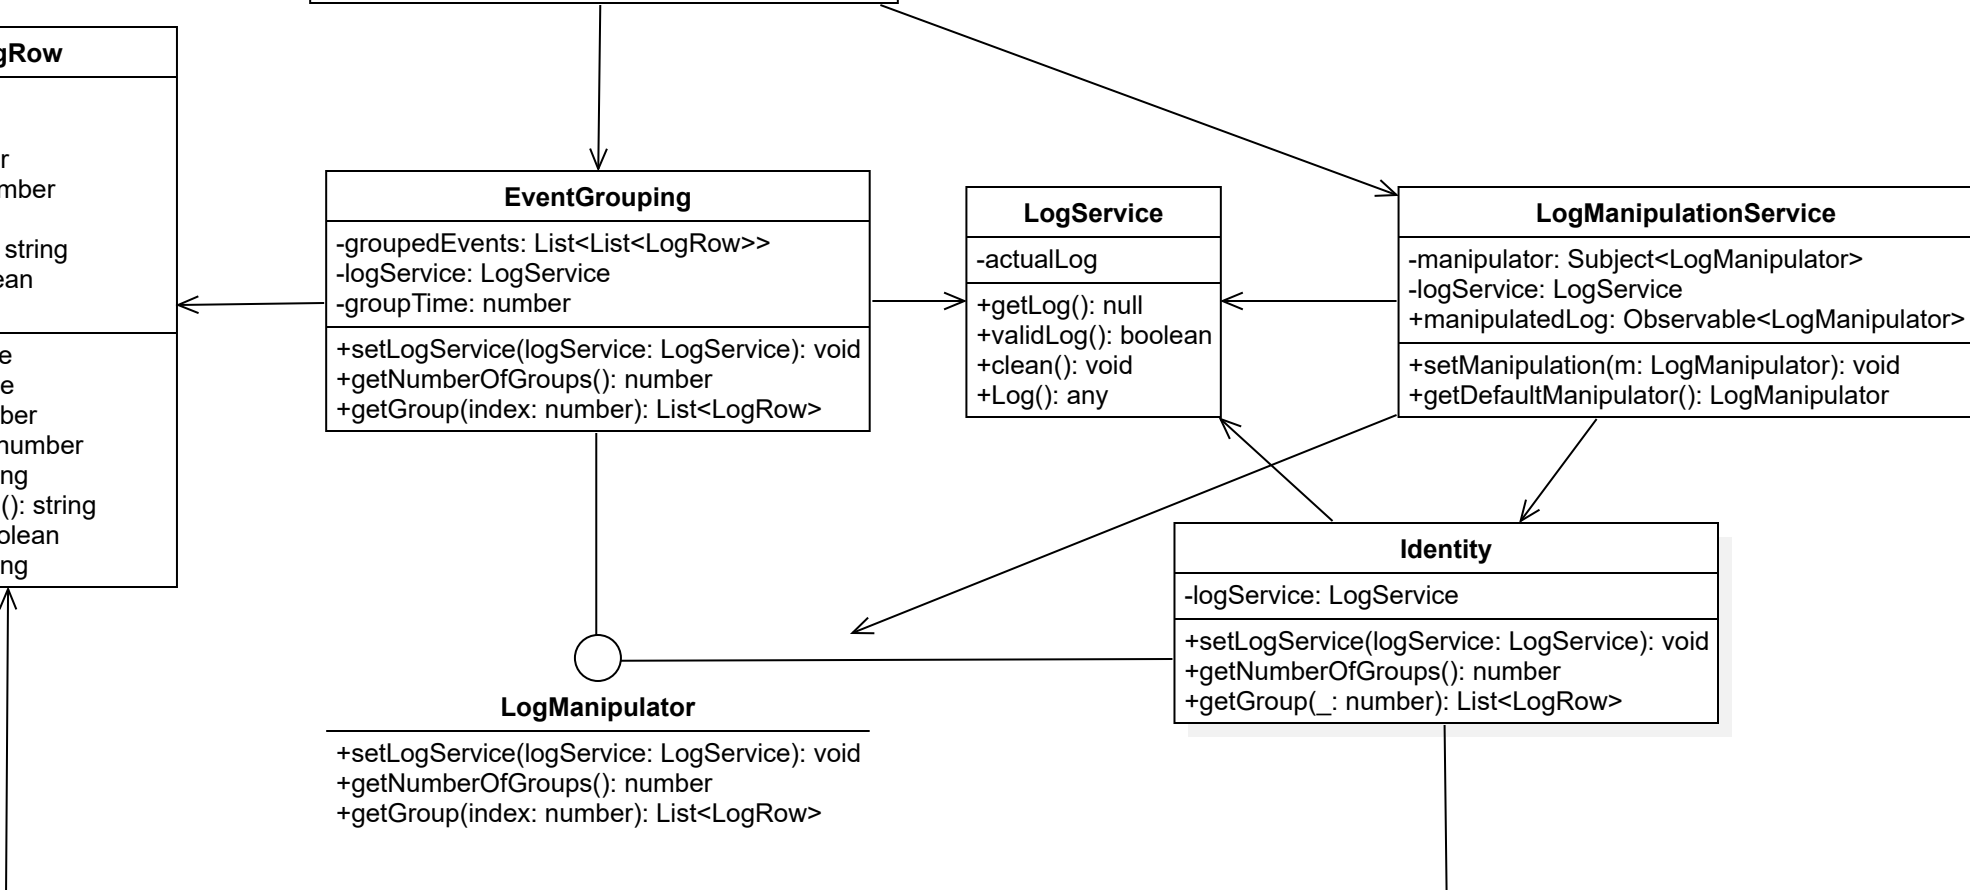 gRow
r
mber
string
ean
e
e
ber
number
ng
(): string
olean
ng
EventGrouping
-groupedEvents: List<List<LogRow>>
-logService: LogService
-groupTime: number
+setLogService(logService: LogService): void
+getNumberOfGroups(): number
+getGroup(index: number): List<LogRow>
LogService
-actualLog
+getLog(): null
+validLog(): boolean
+clean(): void
+Log(): any
LogManipulationService
-manipulator: Subject<LogManipulator>
-logService: LogService
+manipulatedLog: Observable<LogManipulator>
+setManipulation(m: LogManipulator): void
+getDefaultManipulator(): LogManipulator
Identity
-logService: LogService
+setLogService(logService: LogService): void
+getNumberOfGroups(): number
+getGroup(_: number): List<LogRow>
LogManipulator
+setLogService(logService: LogService): void
+getNumberOfGroups(): number
+getGroup(index: number): List<LogRow>